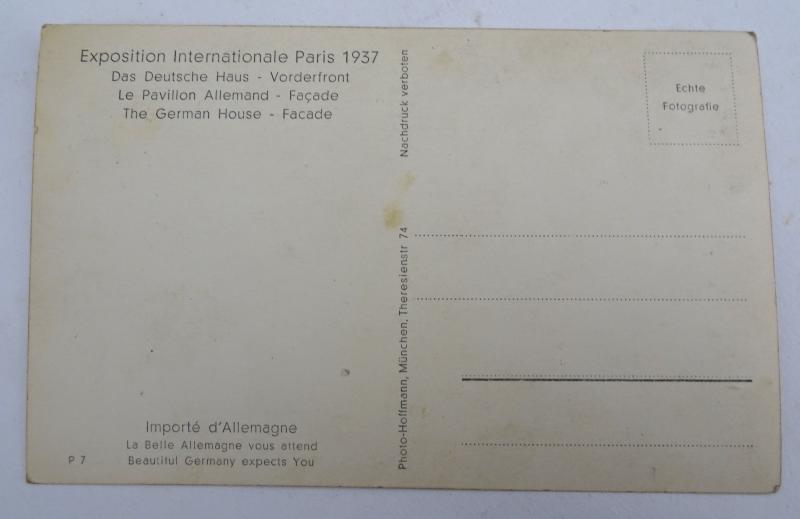 Exposition Internationale Paris 1937
Das Deutsche Haus - Vorderfront
Le Pavillon Allemand - Façade
The German House - Facade
Importé d'Allemagne
La Belle Allemagne vous attend
P 7 Beautiful Germany expects You
Photo-Hoffmann, München, Theresienstr 74 Nachdruck verboten
Echte
Fotografie